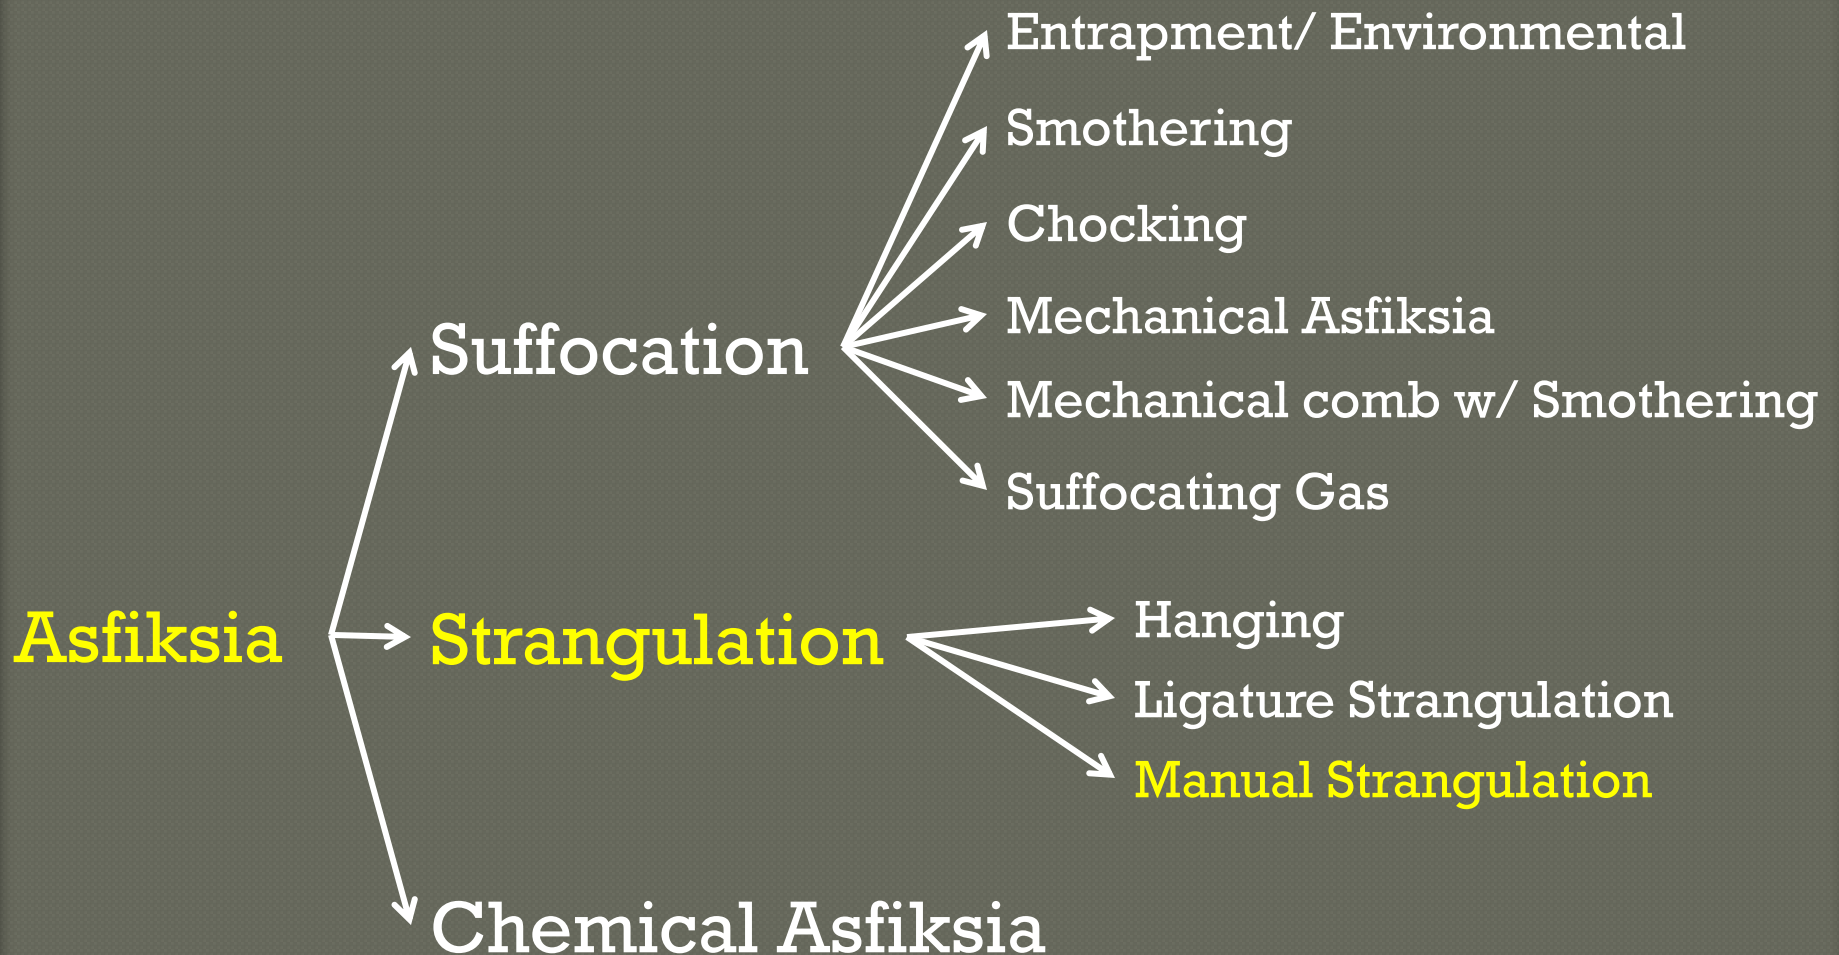 Entrapment/ Environmental
Smothering
Chocking
Mechanical Asfiksia
Suffocation
Mechanical comb w/ Smothering
Suffocating Gas
Asfiksia
Strangulation
Hanging
Ligature Strangulation
Manual Strangulation
Chemical Asfiksia